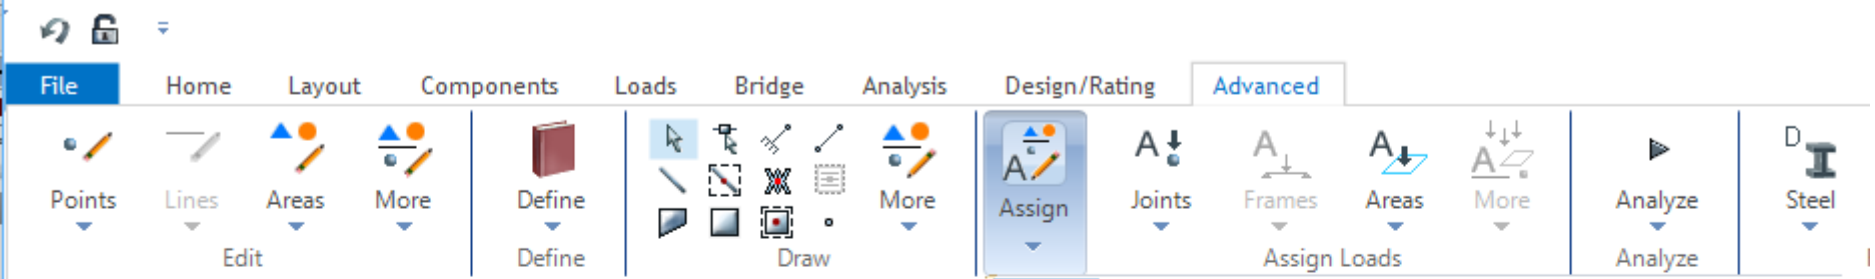 File Home Layout Components Loads Bridge Analysis Design/Rating Advanced
Points Lines Areas More Define More Assign Joints Frames Areas More Analyze Steel
Edit Define Draw Assign Loads Analyze